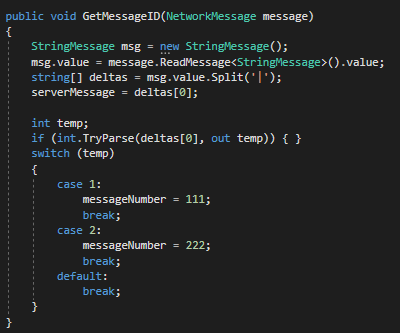 public void GetMessageID(NetworkMessage message)
{
    StringMessage msg = new StringMessage();
    msg.value = message.ReadMessage<StringMessage>().value;
    string[] deltas = msg.value.Split('|');
    serverMessage = deltas[0];

    int temp;
    if (int.TryParse(deltas[0], out temp)) { }
    switch (temp)
    {
        case 1:
            messageNumber = 111;
            break;
        case 2:
            messageNumber = 222;
            break;
        default:
            break;
    }
}